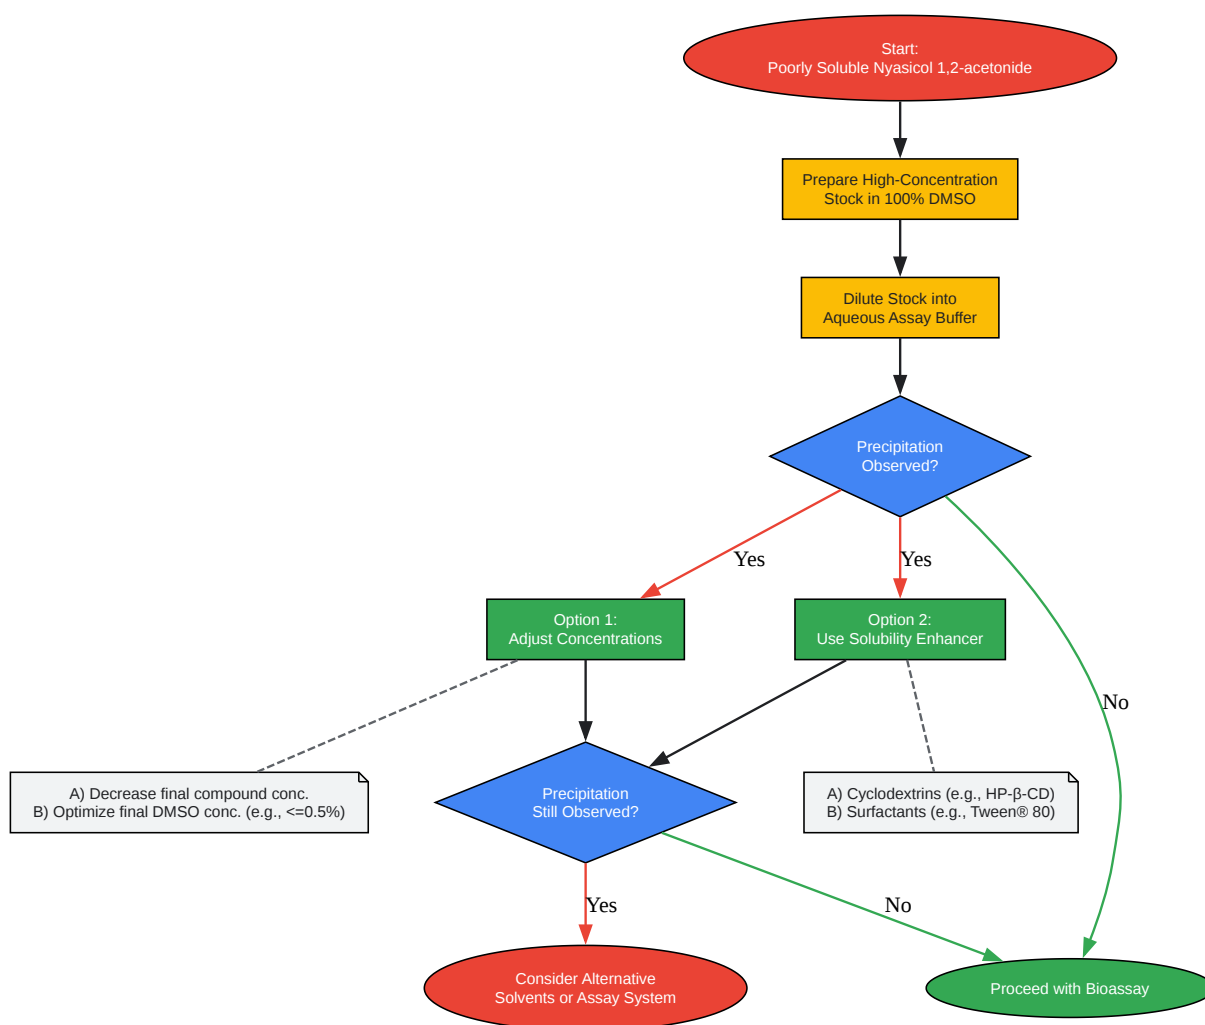 Start:
Poorly Soluble Nyasicol 1,2-acetonide
Prepare High-Concentration
Stock in 100% DMSO
Dilute Stock into
Aqueous Assay Buffer
Precipitation
Observed?
Yes
Yes
No
Option 1:
Adjust Concentrations
Option 2:
Use Solubility Enhancer
A) Decrease final compound conc.
B) Optimize final DMSO conc. (e.g., <=0.5%)
Precipitation
Still Observed?
A) Cyclodextrins (e.g., HP-β-CD)
B) Surfactants (e.g., Tween® 80)
Yes
No
Consider Alternative
Solvents or Assay System
Proceed with Bioassay